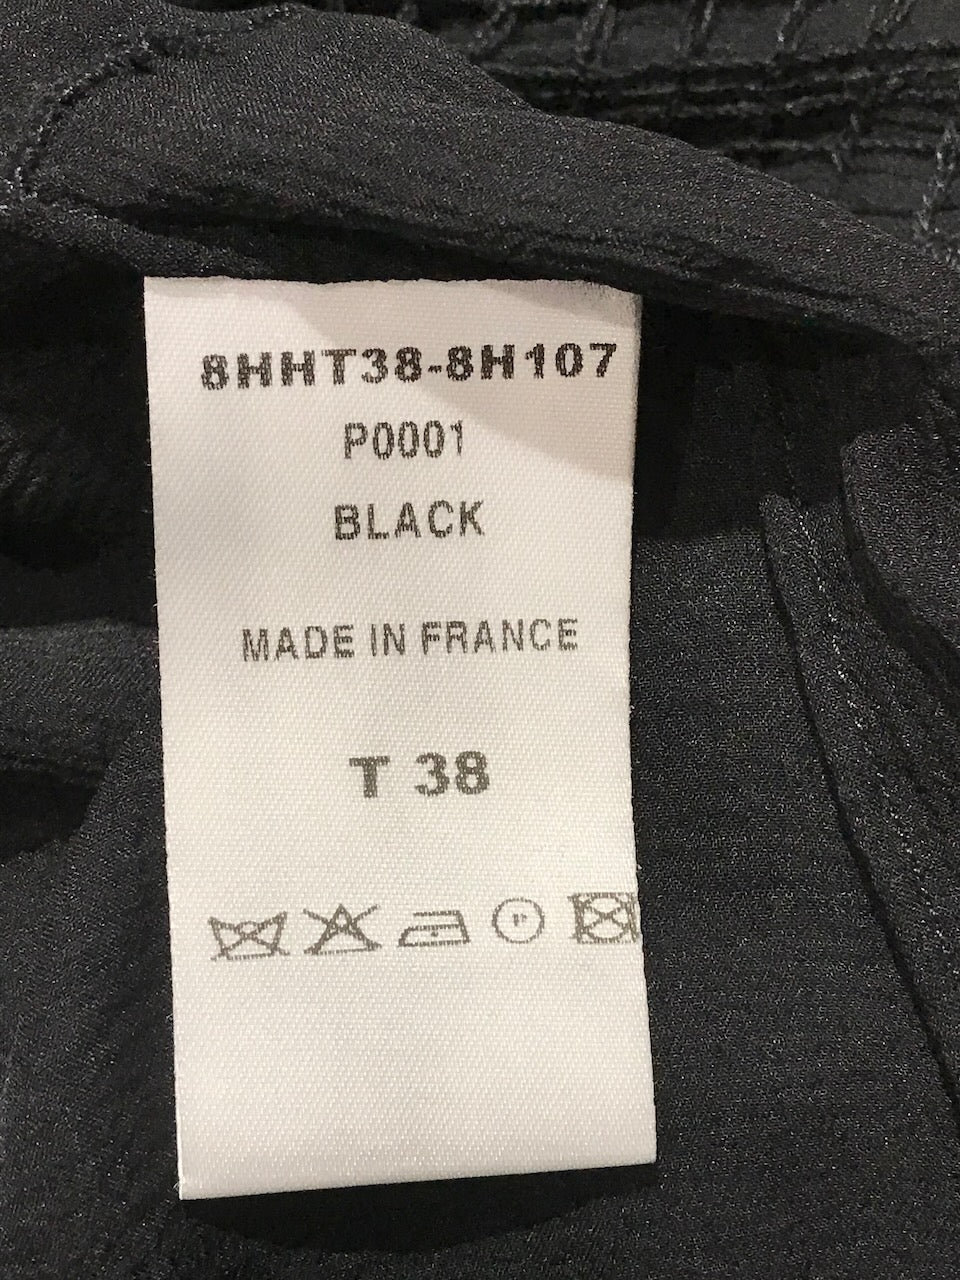 8HHT38-8H107
P0001
BLACK
MADE IN FRANCE
T 38
P